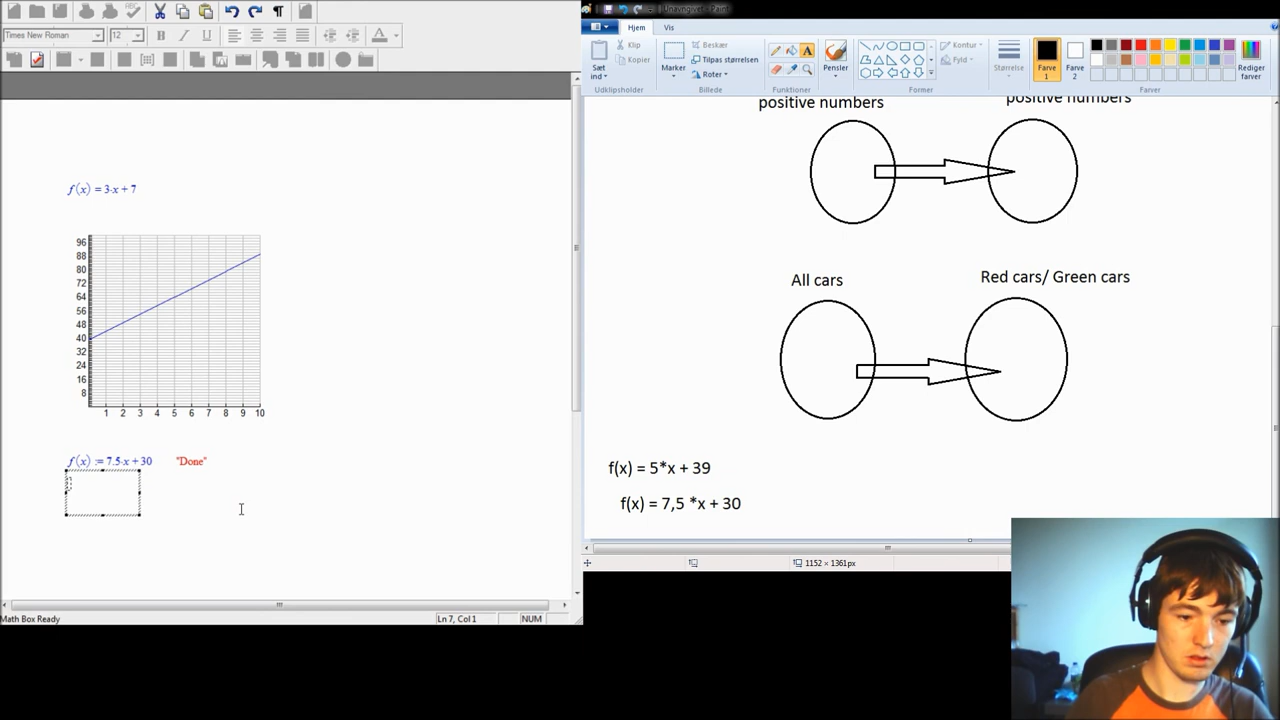 Unavngivet - Paint
Hjem Vis
Times New Roman 12 B I U A
Sæt ind
Klip
Kopier
Udklipsholder
Marker
Beskær
Tilpas størrelsen
Roter
Billede
A
Funktioner
Pensler
Former
Kontur
Fyld
Størrelse
Farve 1
Farve 2
Rediger farver
Farver
positive numbers positive numbers
f(x) = 3·x + 7
96
88
80
72
64
56
48
40
32
24
16
8
1 2 3 4 5 6 7 8 9 10
All cars Red cars/ Green cars
f(x) := 7.5·x + 30 "Done"
f(x) = 5*x + 39
f(x) = 7,5 *x + 30
1152 × 1361px
Math Box Ready Ln 7, Col 1 NUM